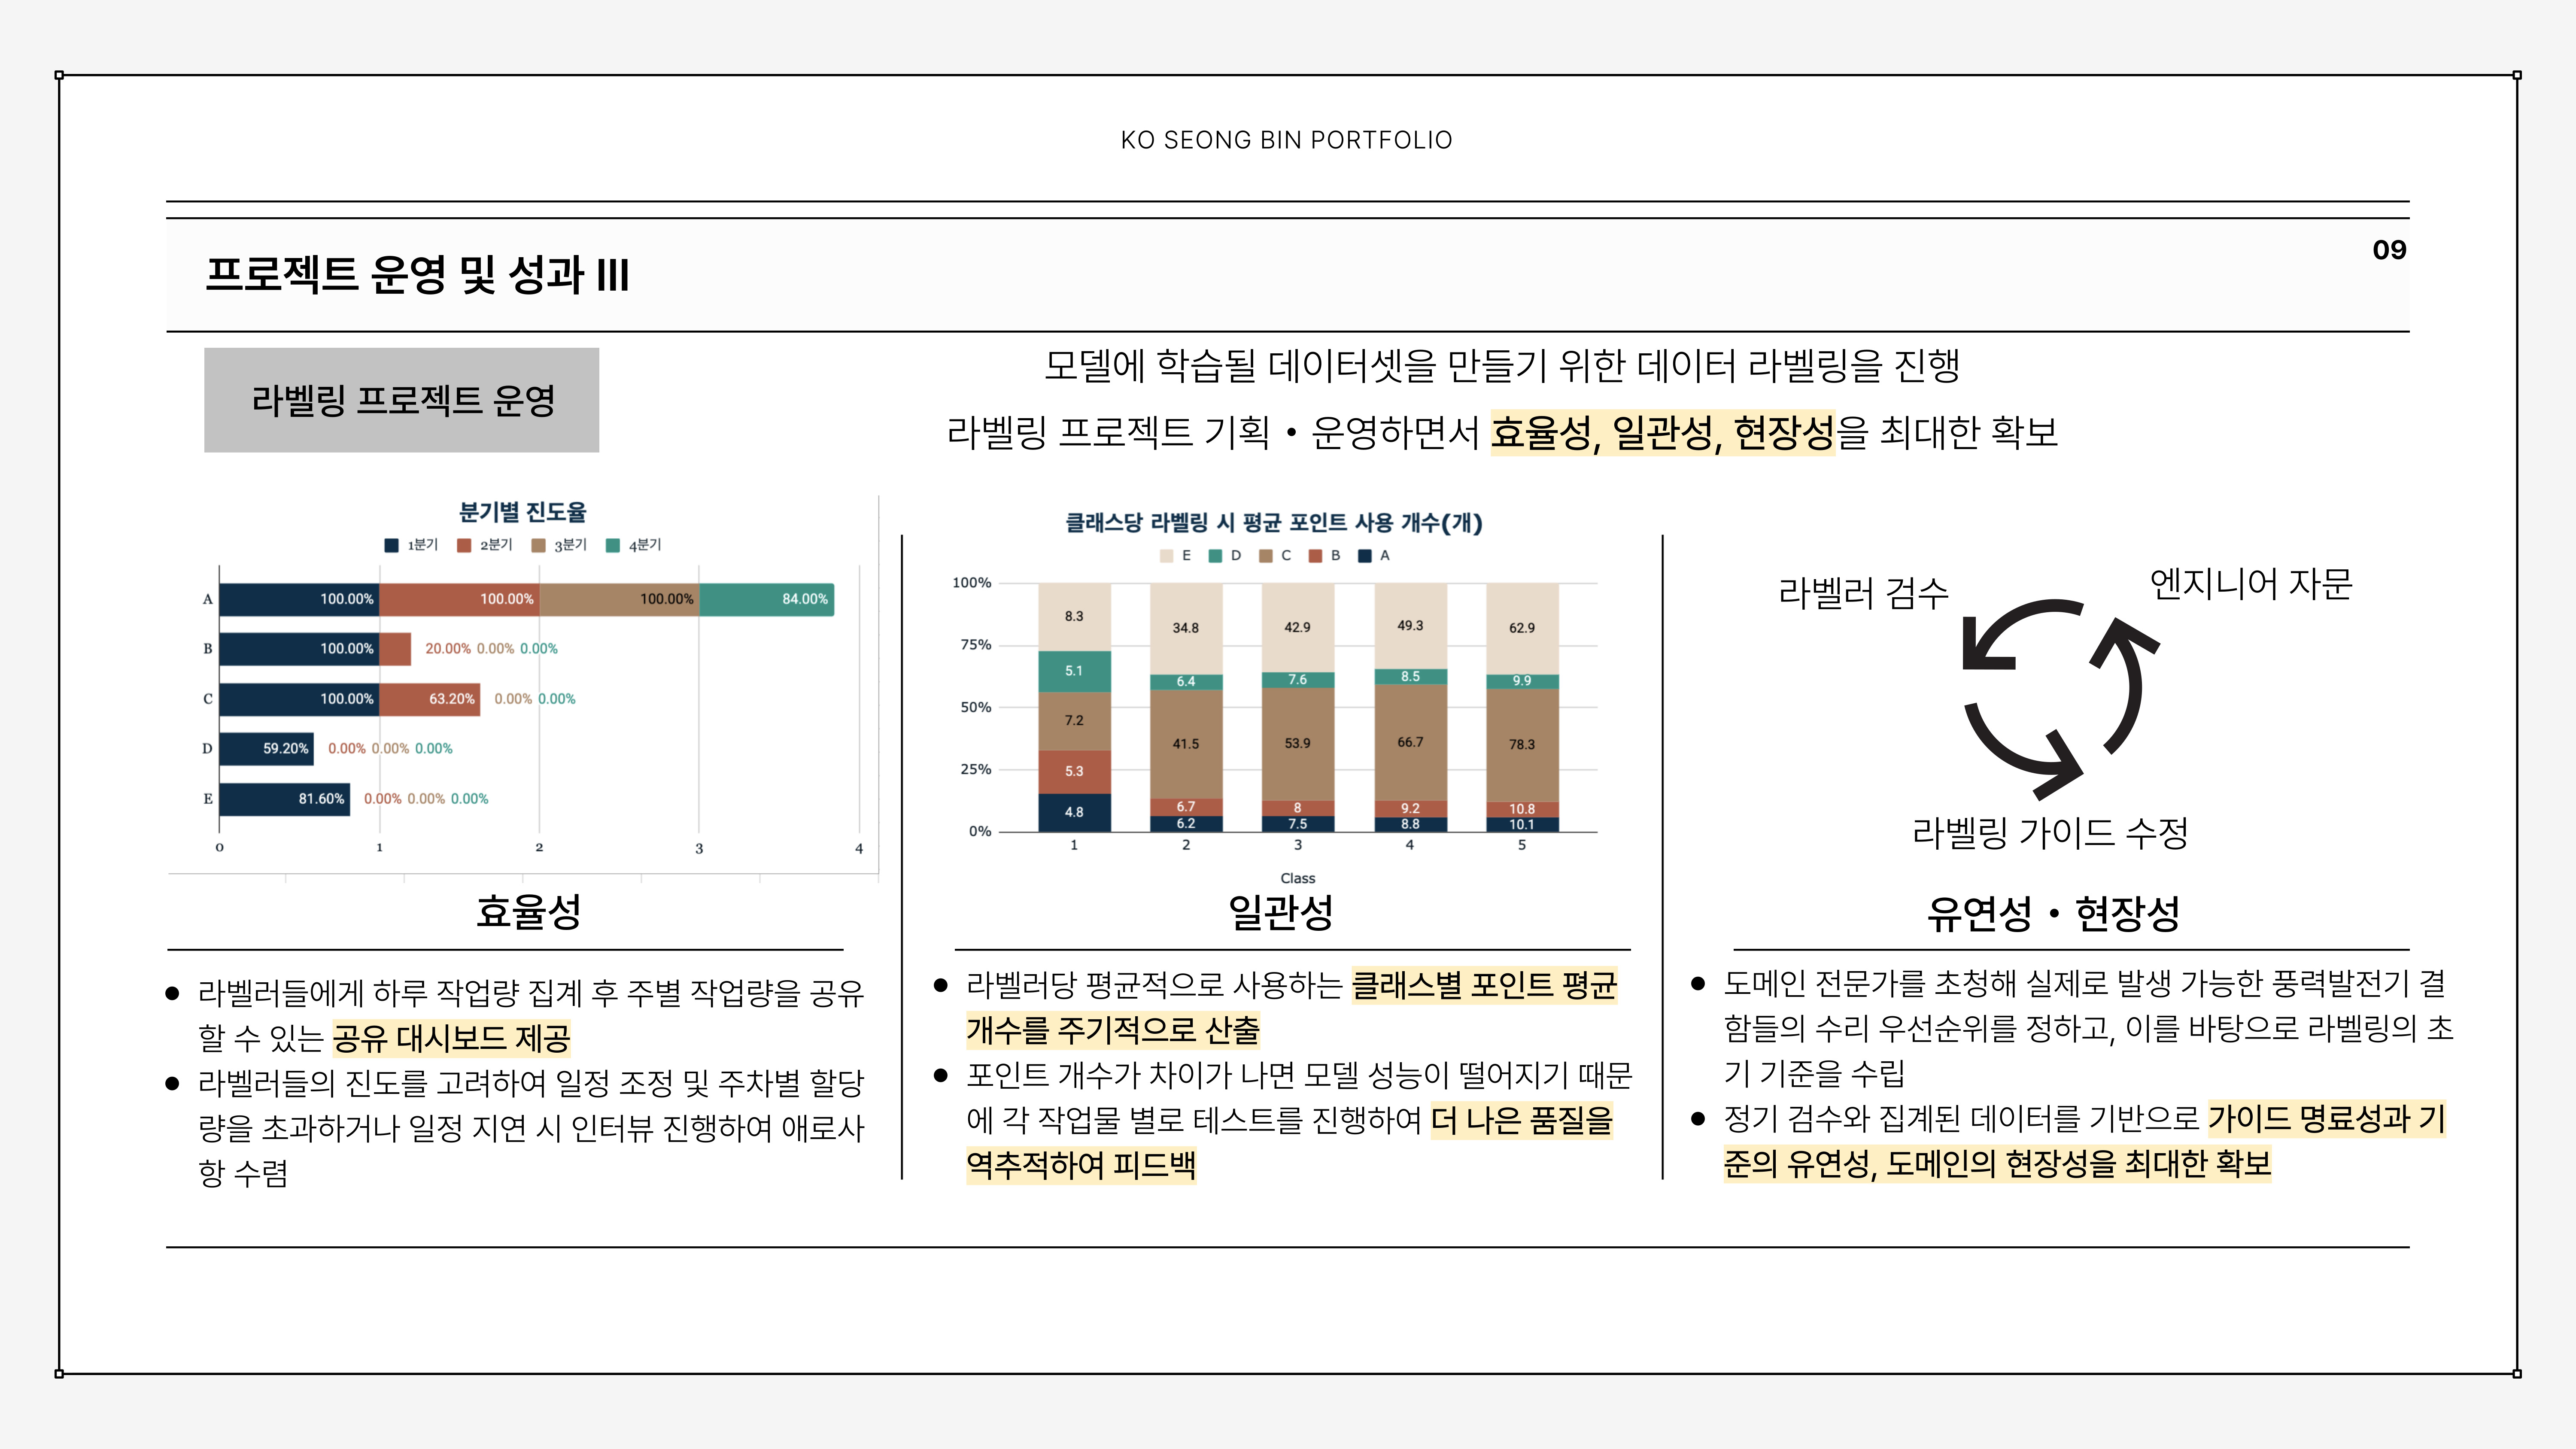 KO SEONG BIN PORTFOLIO
프로젝트 운영 및 성과 III
09
라벨링 프로젝트 운영
모델에 학습될 데이터셋을 만들기 위한 데이터 라벨링을 진행
라벨링 프로젝트 기획・운영하면서 효율성, 일관성, 현장성을 최대한 확보
분기별 진도율
1분기 2분기 3분기 4분기
A 100.00% 100.00% 100.00% 84.00%
B 100.00% 20.00% 0.00% 0.00%
C 100.00% 63.20% 0.00% 0.00%
D 59.20% 0.00% 0.00% 0.00%
E 81.60% 0.00% 0.00% 0.00%
0 1 2 3 4
효율성
라벨러들에게 하루 작업량 집계 후 주별 작업량을 공유
할 수 있는 공유 대시보드 제공
라벨러들의 진도를 고려하여 일정 조정 및 주차별 할당
량을 초과하거나 일정 지연 시 인터뷰 진행하여 애로사
항 수렴
클래스당 라벨링 시 평균 포인트 사용 개수(개)
E D C B A
100%
75%
50%
25%
0%
8.3 34.8 42.9 49.3 62.9
5.1 6.4 7.6 8.5 9.9
7.2 41.5 53.9 66.7 78.3
5.3 6.7 8 9.2 10.8
4.8 6.2 7.5 8.8 10.1
1 2 3 4 5
Class
일관성
라벨러당 평균적으로 사용하는 클래스별 포인트 평균
개수를 주기적으로 산출
포인트 개수가 차이가 나면 모델 성능이 떨어지기 때문
에 각 작업물 별로 테스트를 진행하여 더 나은 품질을
역추적하여 피드백
라벨러 검수
엔지니어 자문
라벨링 가이드 수정
유연성・현장성
도메인 전문가를 초청해 실제로 발생 가능한 풍력발전기 결
함들의 수리 우선순위를 정하고, 이를 바탕으로 라벨링의 초
기 기준을 수립
정기 검수와 집계된 데이터를 기반으로 가이드 명료성과 기
준의 유연성, 도메인의 현장성을 최대한 확보